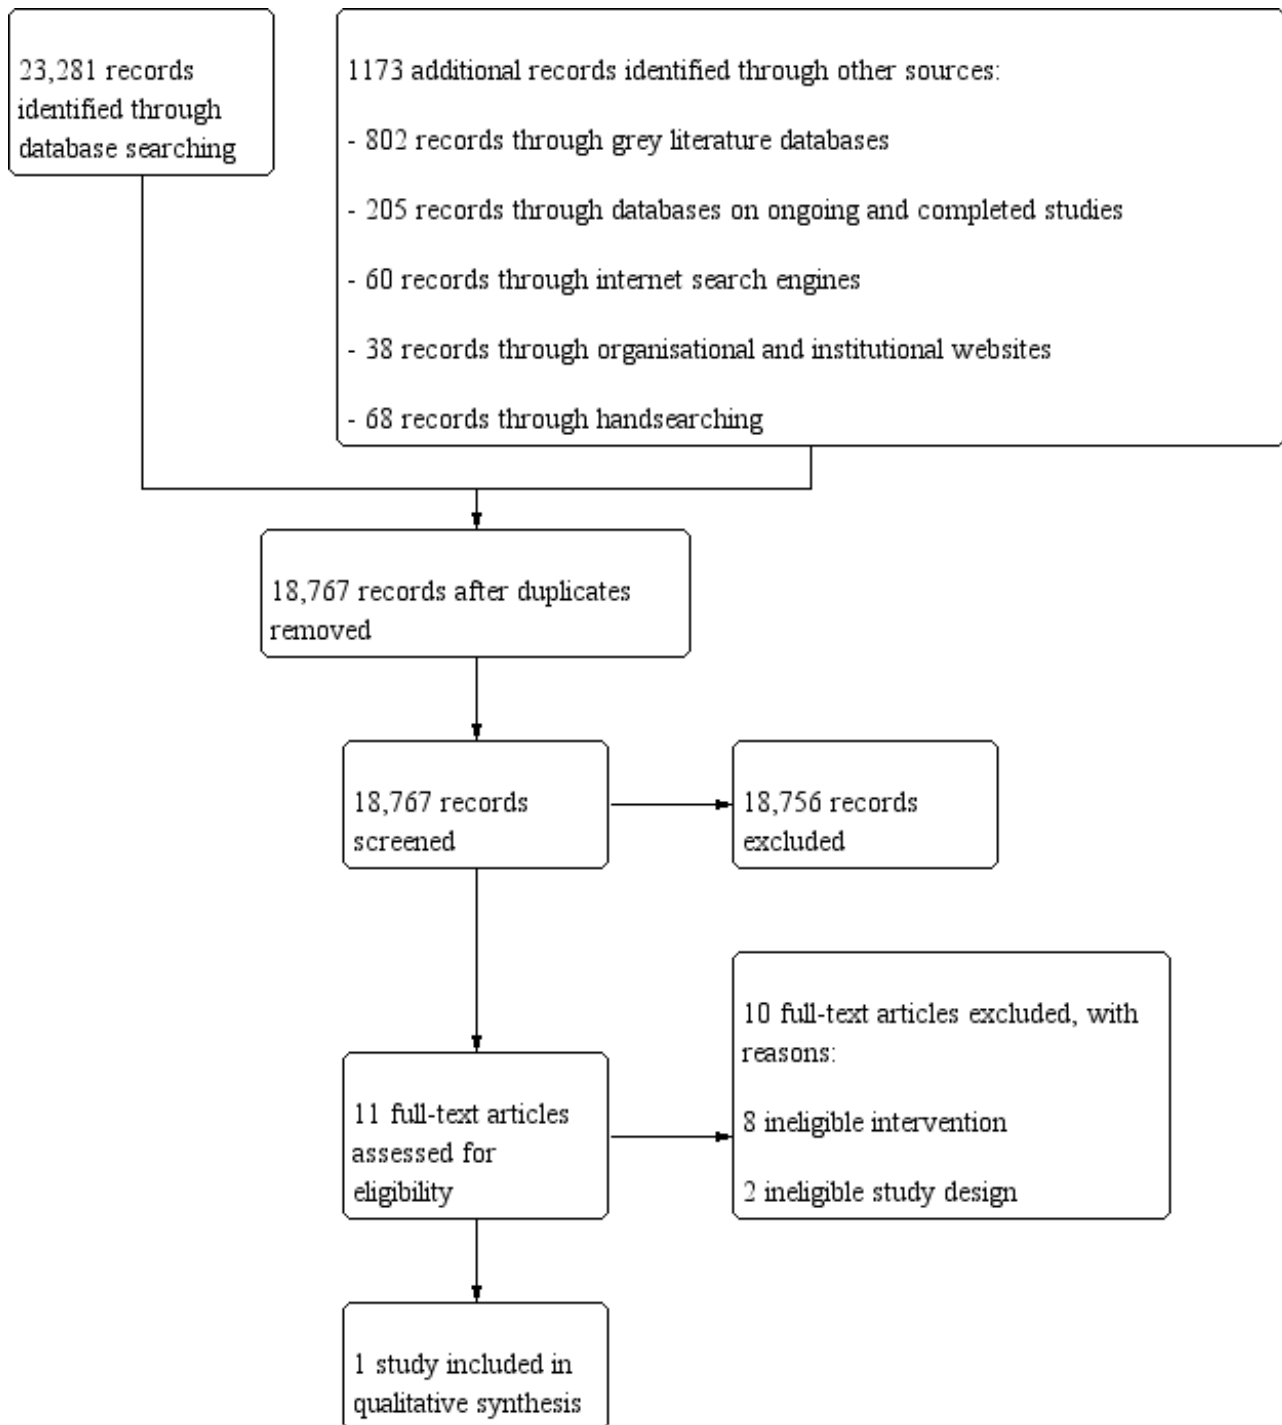 23,281 records
identified through
database searching
1173 additional records identified through other sources:
- 802 records through grey literature databases
- 205 records through databases on ongoing and completed studies
- 60 records through internet search engines
- 38 records through organisational and institutional websites
- 68 records through handsearching
18,767 records after duplicates
removed
18,767 records
screened
18,756 records
excluded
11 full-text articles
assessed for
eligibility
10 full-text articles excluded, with
reasons:
8 ineligible intervention
2 ineligible study design
1 study included in
qualitative synthesis